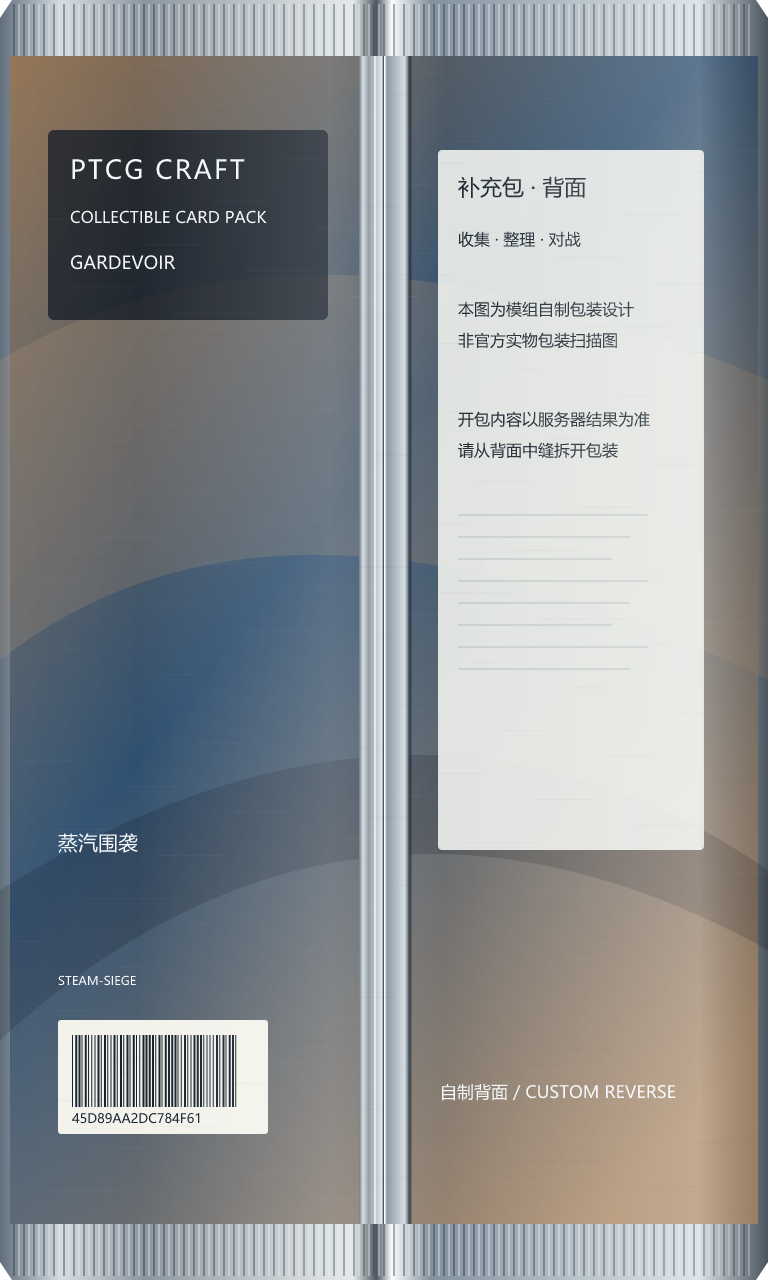 PTCG CRAFT
COLLECTIBLE CARD PACK
GARDEVOIR
蒸汽围袭
STEAM-SIEGE
45D89AA2DC784F61
补充包 · 背面
收集 · 整理 · 对战
本图为模组自制包装设计
非官方实物包装扫描图
开包内容以服务器结果为准
请从背面中缝拆开包装
自制背面 / CUSTOM REVERSE